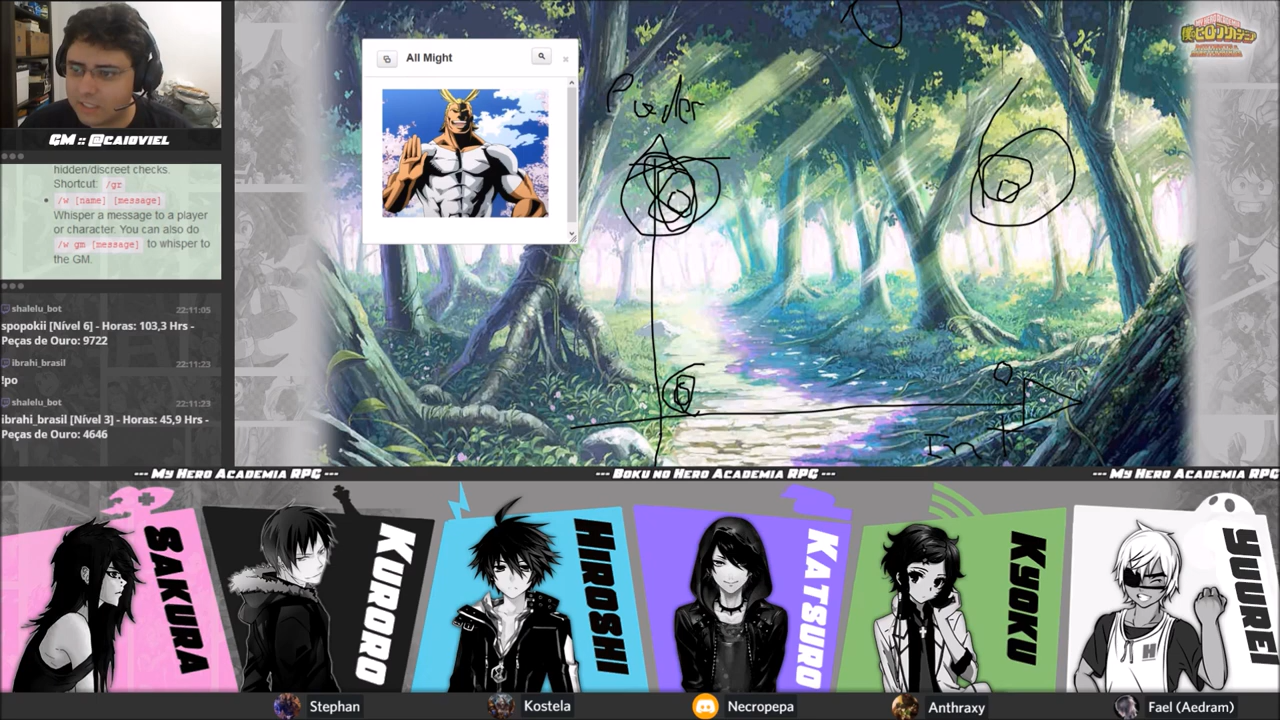 GM :: @CAIOVIEL
hidden/discreet checks.
Shortcut: /gr
/w [name] [message]
Whisper a message to a player
or character. You can also do
/w gm [message] to whisper to
the GM.
shalelu_bot 22:11:05
spopokii [Nível 6] - Horas: 103,3 Hrs -
Peças de Ouro: 9722
ibrahi_brasil 22:11:23
!po
shalelu_bot 22:11:23
ibrahi_brasil [Nível 3] - Horas: 45,9 Hrs -
Peças de Ouro: 4646
All Might
Int
--- MY HERO ACADEMIA RPG --- --- BOKU NO HERO ACADEMIA RPG --- --- MY HERO ACADEMIA RPG
SAKURA
KURORO
HIROSHI
KATSURO
KYOKU
YUUREI
H
Stephan Kostela Necropepa Anthraxy Fael (Aedram)